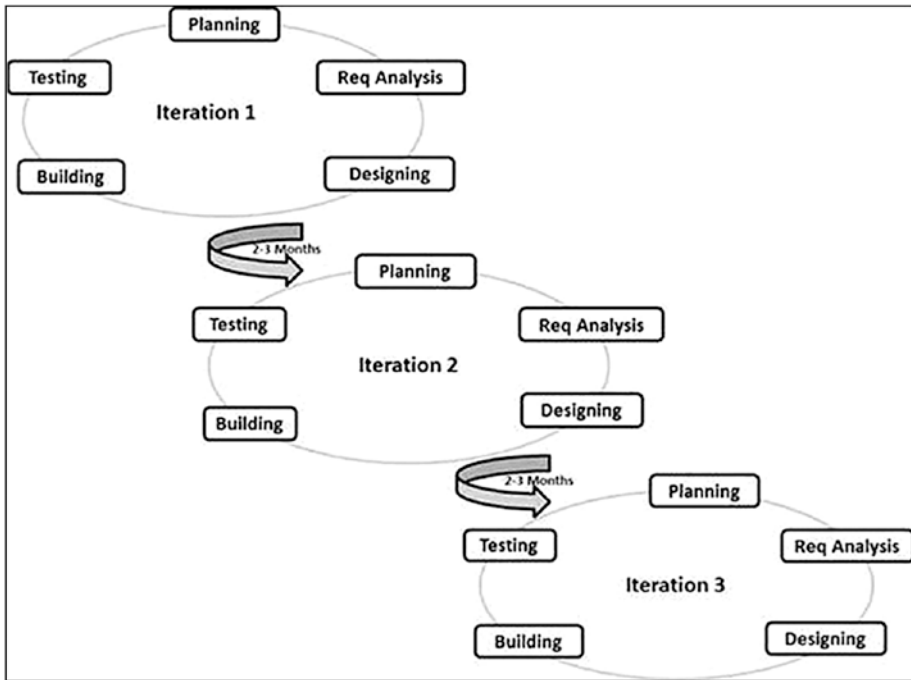 Planning
Testing
Req Analysis
Iteration 1
Building
Designing
2-3 Months
Planning
Testing
Req Analysis
Iteration 2
Building
Designing
2-3 Months
Planning
Testing
Req Analysis
Iteration 3
Building
Designing